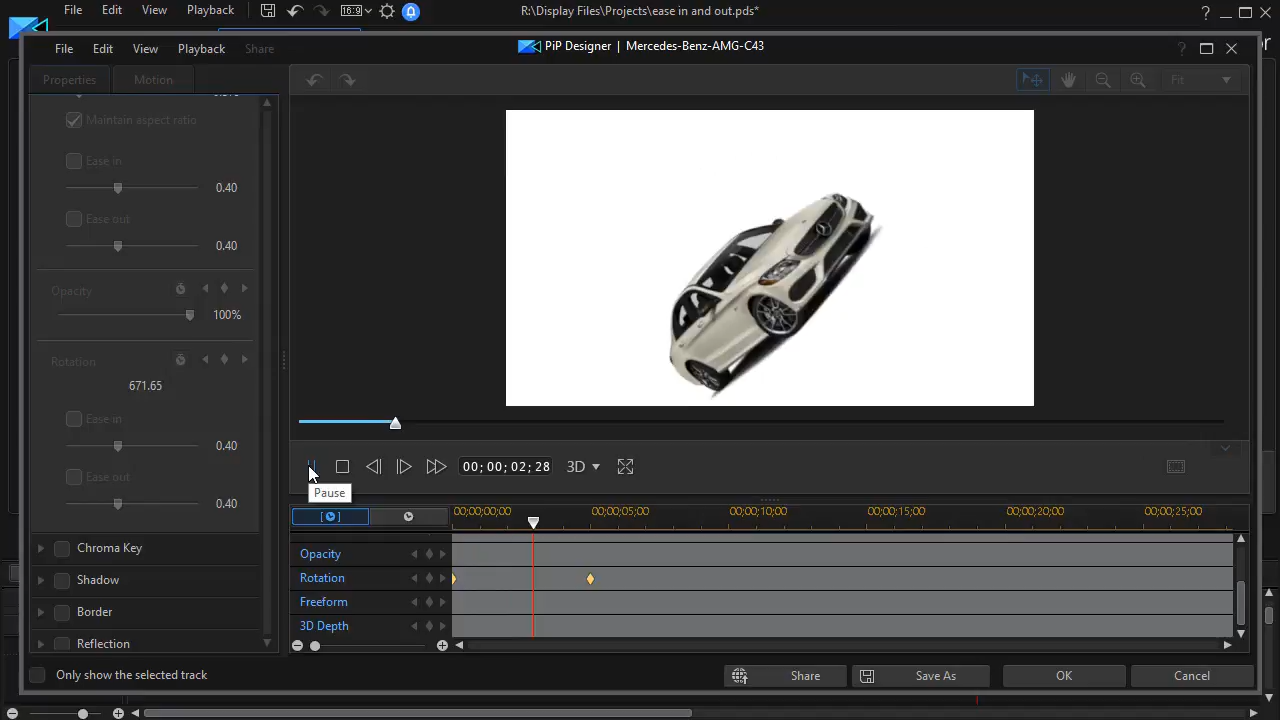 File Edit View Playback 16:9 R:\Display Files\Projects\ease in and out.pds* ?
File Edit View Playback Share PiP Designer | Mercedes-Benz-AMG-C43 ?
Properties Motion Fit
Maintain aspect ratio
Ease in
0.40
Ease out
0.40
Opacity
100%
Rotation
671.65
Ease in
0.40
Ease out
0.40
Chroma Key
Shadow
Border
Reflection
00; 00; 02; 28 3D
Pause
00;00;00;00 00;00;05;00 00;00;10;00 00;00;15;00 00;00;20;00 00;00;25;00
Opacity
Rotation
Freeform
3D Depth
Only show the selected track
Share Save As OK Cancel